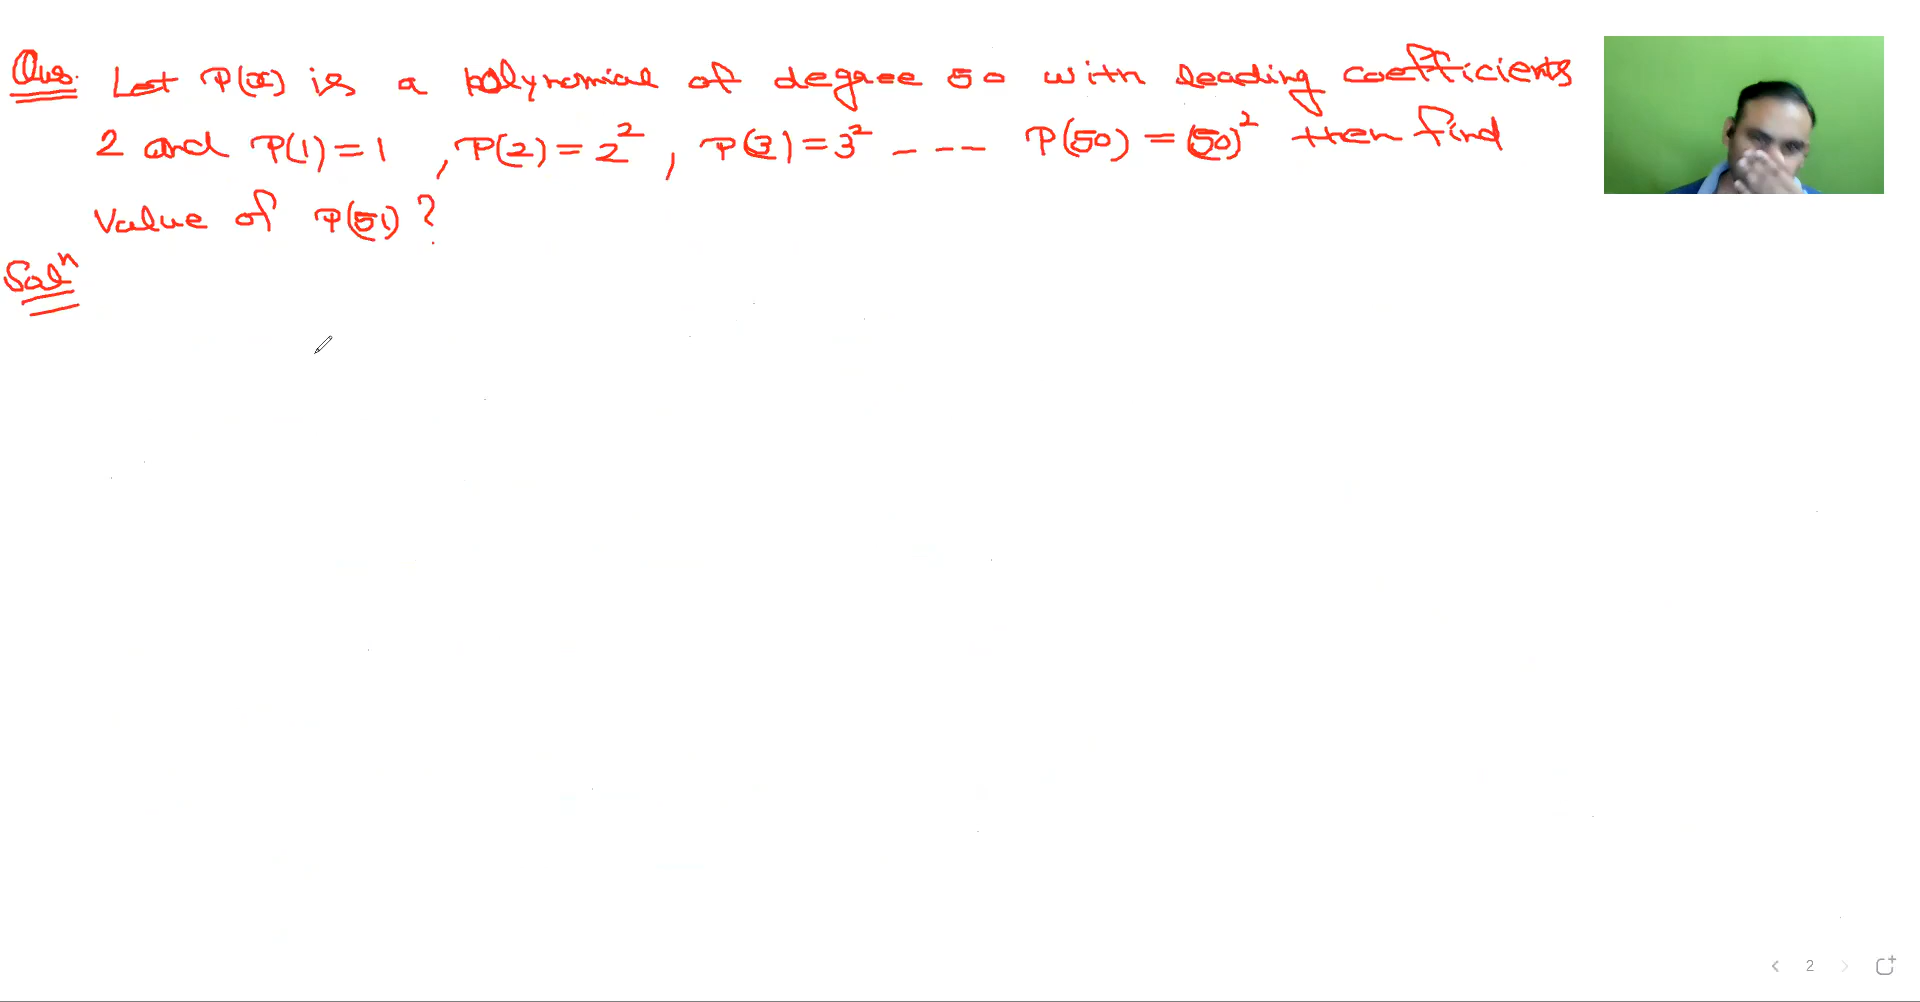 Ques. Let P(x) is a polynomial of degree 50 with leading coefficients
2 and P(1)=1 , P(2)=2² , P(3)=3² ---- P(50)=(50)² then find
value of P(51) ?
Solⁿ
2